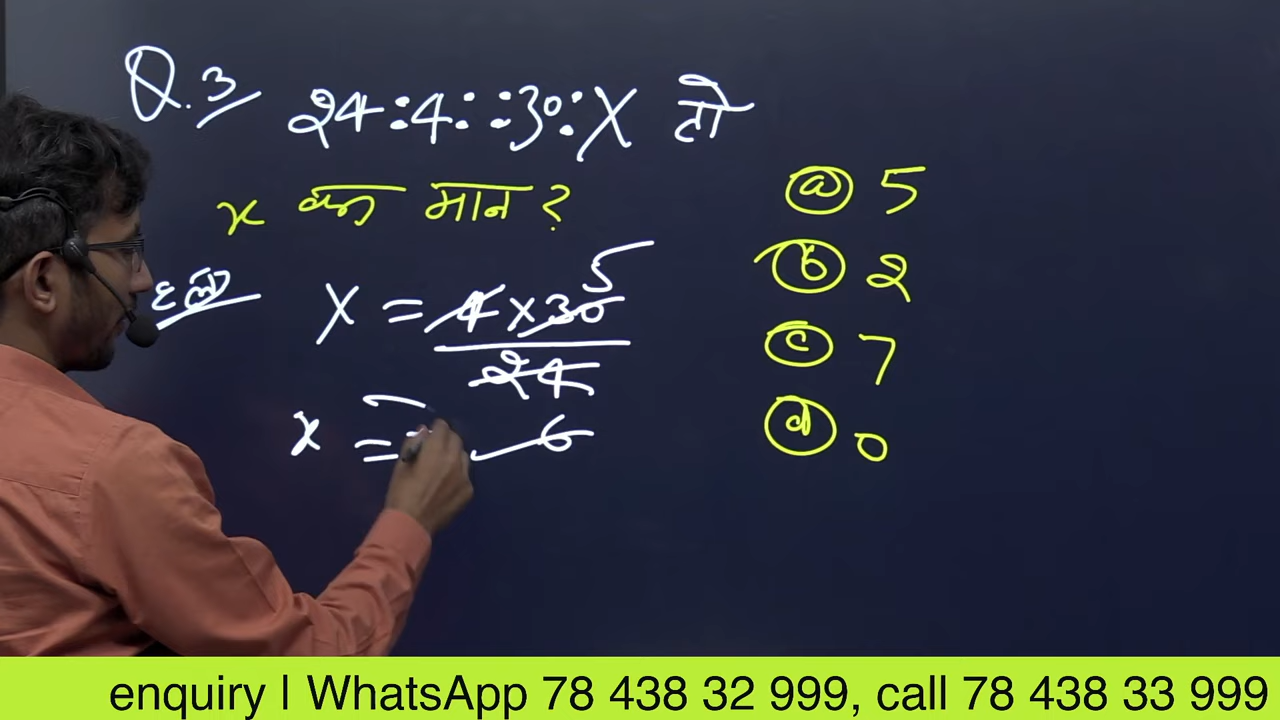 Q.3 24:4::30:X तो
x का मान ?
(a) 5
(b) 2
हल X = 4 x 30 5
24
(c) 7
x = 6
(d) 0
enquiry | WhatsApp 78 438 32 999, call 78 438 33 999